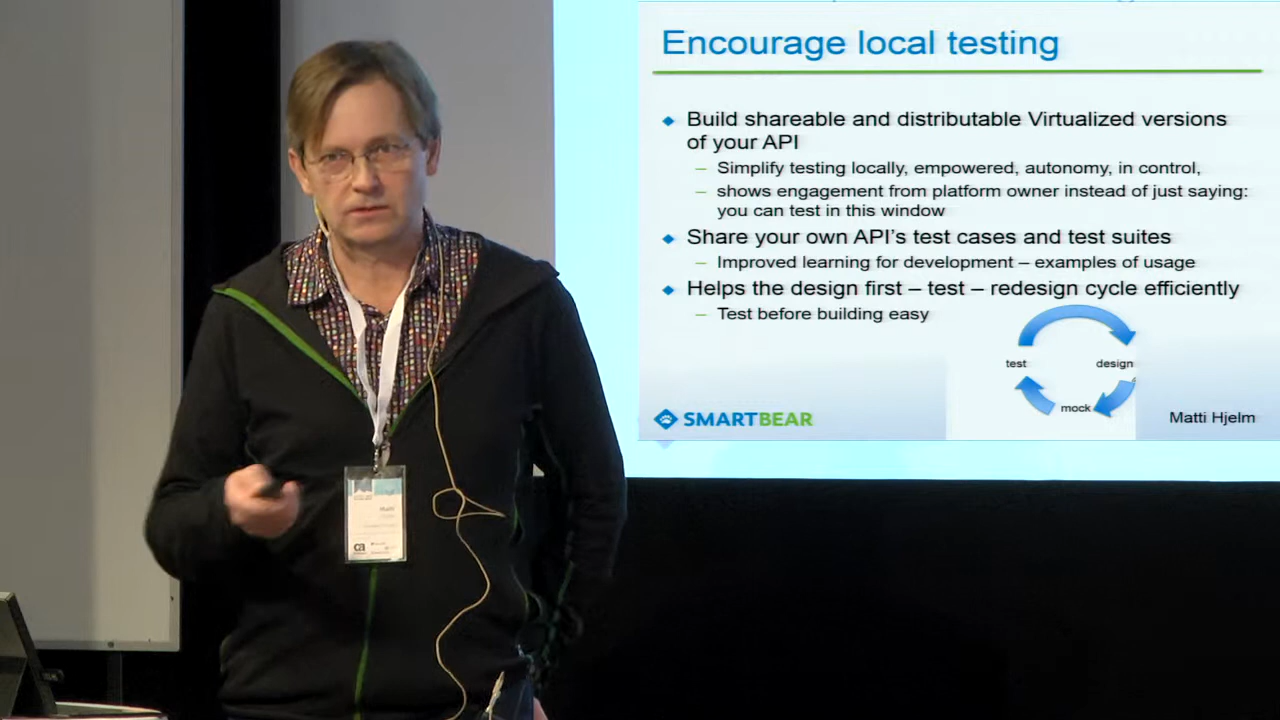 Encourage local testing
Build shareable and distributable Virtualized versions
of your API
– Simplify testing locally, empowered, autonomy, in control,
– shows engagement from platform owner instead of just saying:
you can test in this window
Share your own API's test cases and test suites
– Improved learning for development – examples of usage
Helps the design first – test – redesign cycle efficiently
– Test before building easy
test
design
mock
SMARTBEAR
Matti Hjelm
Matti
ca